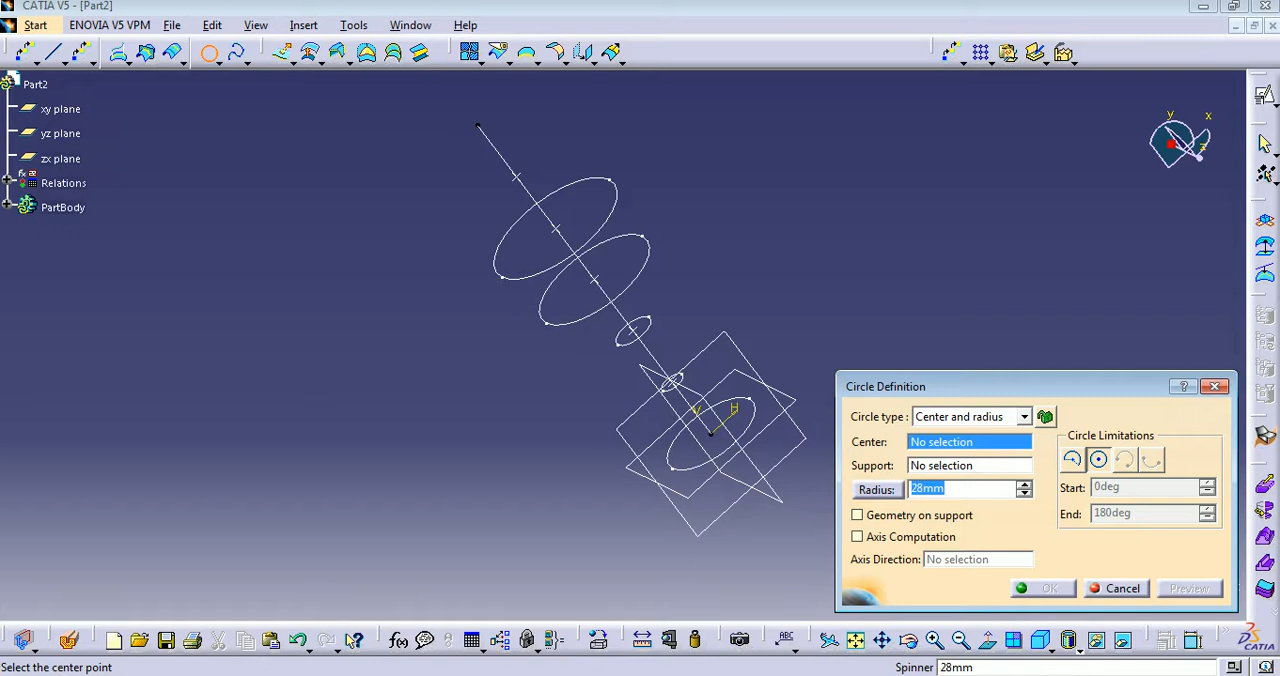 CATIA V5 - [Part2]
Start ENOVIA V5 VPM File Edit View Insert Tools Window Help
Part2
xy plane
yz plane
zx plane
Relations
PartBody
y x
z
V H
Circle Definition
Circle type : Center and radius
Center: No selection
Support: No selection
Radius: 28mm
Geometry on support
Axis Computation
Axis Direction: No selection
Circle Limitations
Start: 0deg
End: 180deg
OK Cancel Preview
f(x)
ABC
CATIA
Select the center point
Spinner 28mm